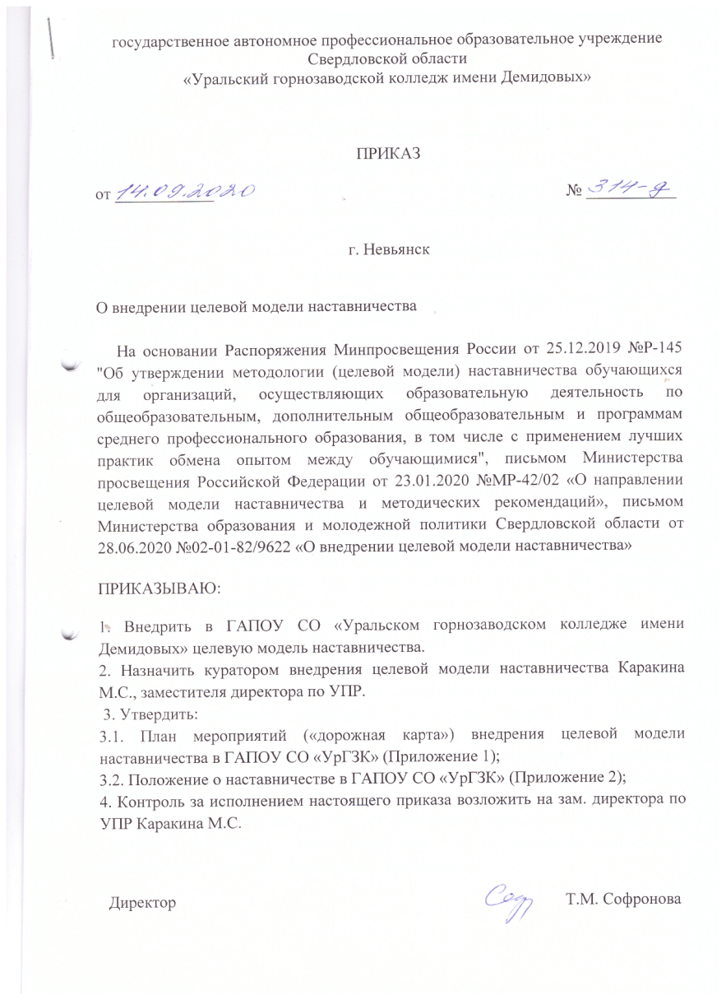 государственное автономное профессиональное образовательное учреждение
Свердловской области
«Уральский горнозаводской колледж имени Демидовых»
ПРИКАЗ
от 14.09.2020 № 314-д
г. Невьянск
О внедрении целевой модели наставничества
На основании Распоряжения Минпросвещения России от 25.12.2019 №Р-145
"Об утверждении методологии (целевой модели) наставничества обучающихся
для организаций, осуществляющих образовательную деятельность по
общеобразовательным, дополнительным общеобразовательным и программам
среднего профессионального образования, в том числе с применением лучших
практик обмена опытом между обучающимися", письмом Министерства
просвещения Российской Федерации от 23.01.2020 №МР-42/02 «О направлении
целевой модели наставничества и методических рекомендаций», письмом
Министерства образования и молодежной политики Свердловской области от
28.06.2020 №02-01-82/9622 «О внедрении целевой модели наставничества»
ПРИКАЗЫВАЮ:
1. Внедрить в ГАПОУ СО «Уральском горнозаводском колледже имени
Демидовых» целевую модель наставничества.
2. Назначить куратором внедрения целевой модели наставничества Каракина
М.С., заместителя директора по УПР.
3. Утвердить:
3.1. План мероприятий («дорожная карта») внедрения целевой модели
наставничества в ГАПОУ СО «УрГЗК» (Приложение 1);
3.2. Положение о наставничестве в ГАПОУ СО «УрГЗК» (Приложение 2);
4. Контроль за исполнением настоящего приказа возложить на зам. директора по
УПР Каракина М.С.
Директор Т.М. Софронова